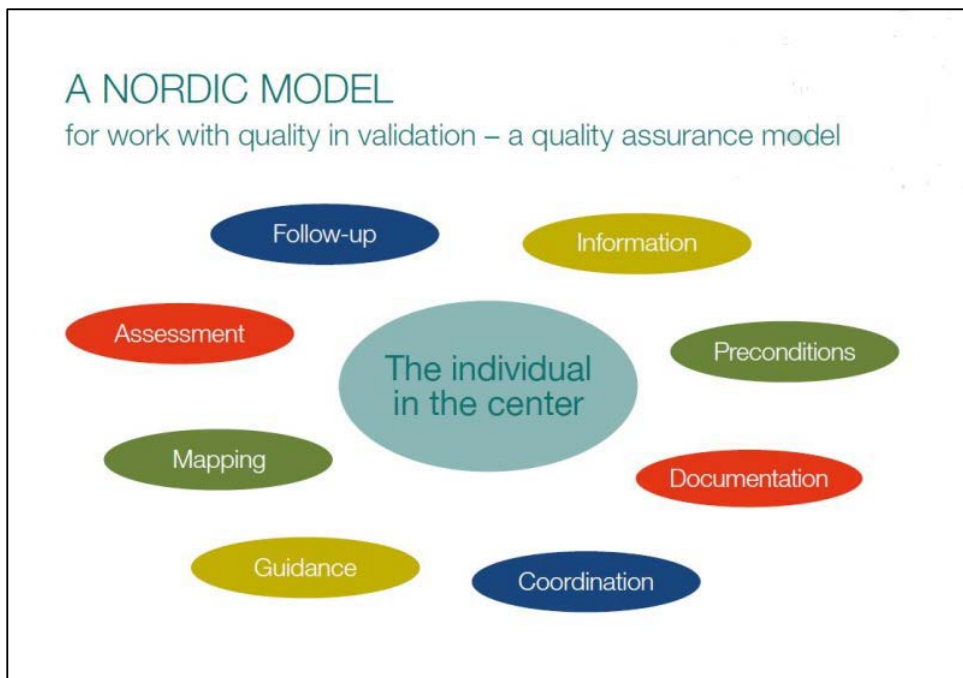 A NORDIC MODEL
for work with quality in validation – a quality assurance model
Follow-up
Information
Assessment
Preconditions
The individual
in the center
Mapping
Documentation
Guidance
Coordination